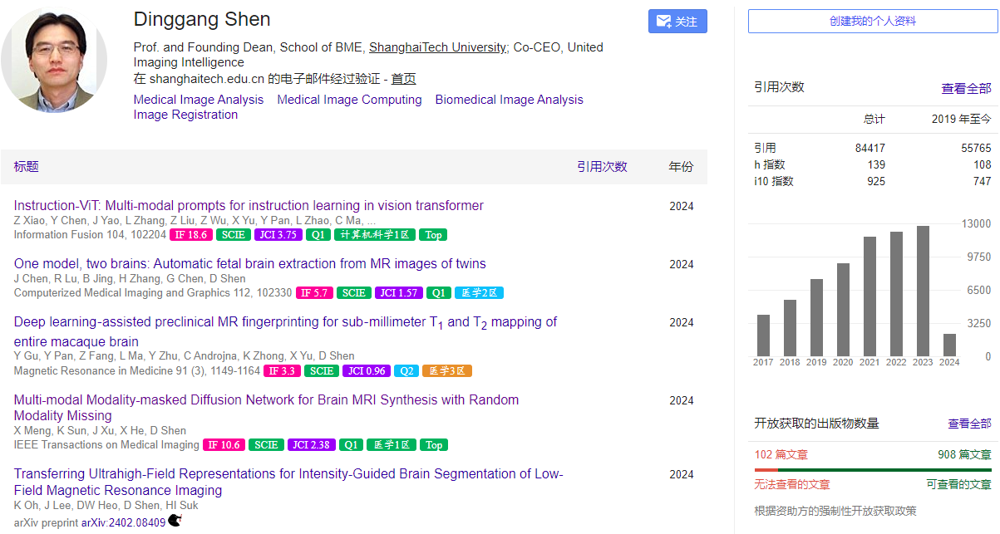 Dinggang Shen
关注
Prof. and Founding Dean, School of BME, ShanghaiTech University; Co-CEO, United
Imaging Intelligence
在 shanghaitech.edu.cn 的电子邮件经过验证 - 首页
Medical Image Analysis Medical Image Computing Biomedical Image Analysis
Image Registration
标题 引用次数 年份
Instruction-ViT: Multi-modal prompts for instruction learning in vision transformer 2024
Z Xiao, Y Chen, J Yao, L Zhang, Z Liu, Z Wu, X Yu, Y Pan, L Zhao, C Ma, ...
Information Fusion 104, 102204 IF 18.6 SCIE JCI 3.75 Q1 计算机科学1区 Top
One model, two brains: Automatic fetal brain extraction from MR images of twins 2024
J Chen, R Lu, B Jing, H Zhang, G Chen, D Shen
Computerized Medical Imaging and Graphics 112, 102330 IF 5.7 SCIE JCI 1.57 Q1 医学2区
Deep learning-assisted preclinical MR fingerprinting for sub-millimeter T1 and T2 mapping of 2024
entire macaque brain
Y Gu, Y Pan, Z Fang, L Ma, Y Zhu, C Androjna, K Zhong, X Yu, D Shen
Magnetic Resonance in Medicine 91 (3), 1149-1164 IF 3.3 SCIE JCI 0.96 Q2 医学3区
Multi-modal Modality-masked Diffusion Network for Brain MRI Synthesis with Random 2024
Modality Missing
X Meng, K Sun, J Xu, X He, D Shen
IEEE Transactions on Medical Imaging IF 10.6 SCIE JCI 2.38 Q1 医学1区 Top
Transferring Ultrahigh-Field Representations for Intensity-Guided Brain Segmentation of Low- 2024
Field Magnetic Resonance Imaging
K Oh, J Lee, DW Heo, D Shen, HI Suk
arXiv preprint arXiv:2402.08409
创建我的个人资料
引用次数 查看全部
总计 2019 年至今
引用 84417 55765
h 指数 139 108
i10 指数 925 747
13000
9750
6500
3250
0
2017 2018 2019 2020 2021 2022 2023 2024
开放获取的出版物数量 查看全部
102 篇文章 908 篇文章
无法查看的文章 可查看的文章
根据资助方的强制性开放获取政策